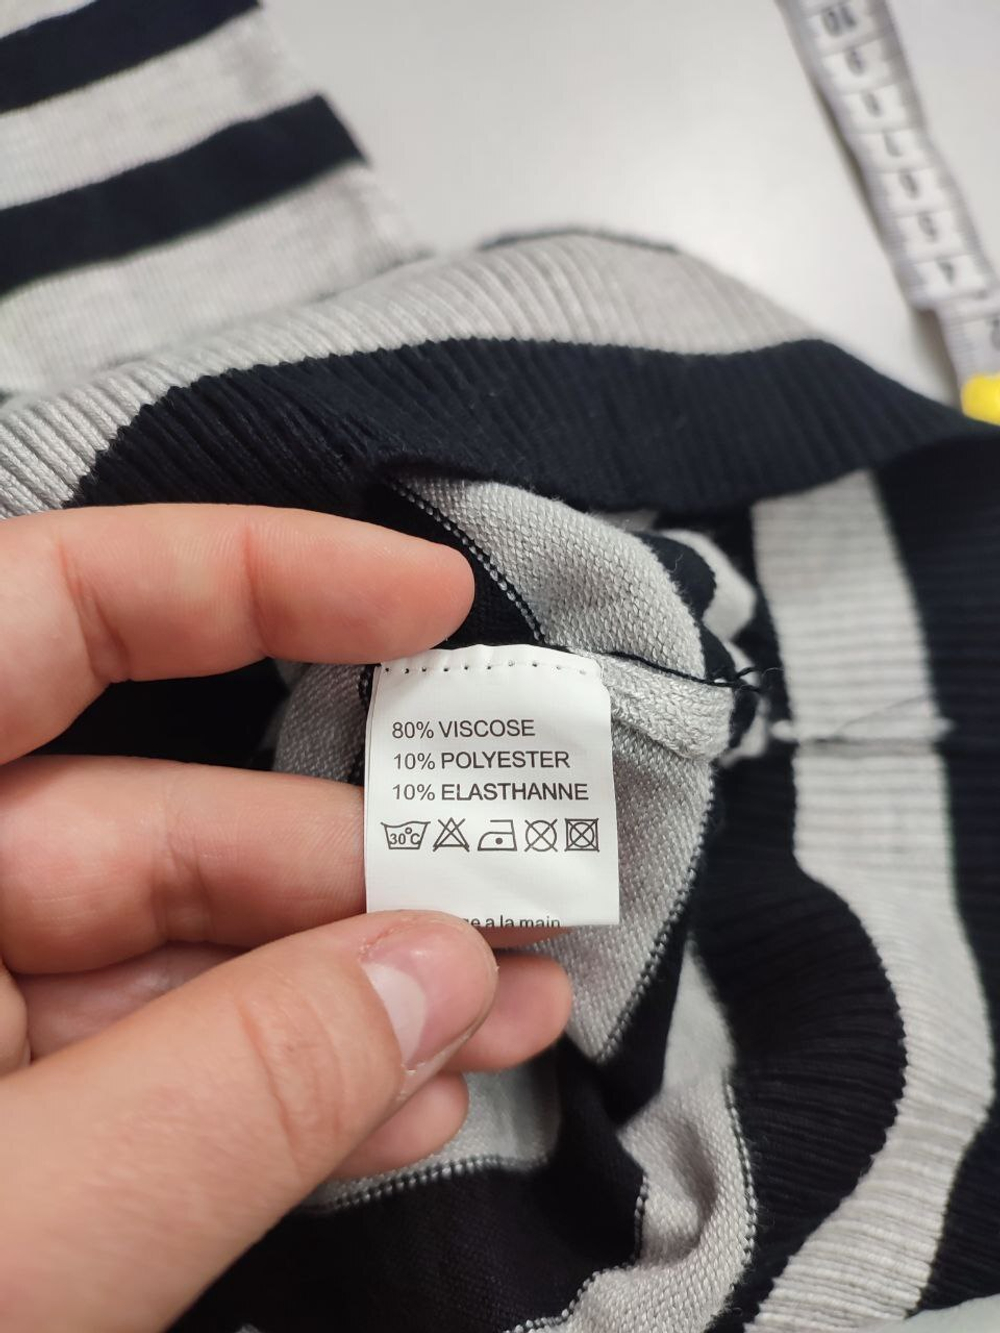 80% VISCOSE
10% POLYESTER
10% ELASTHANNE
30°C
a la main